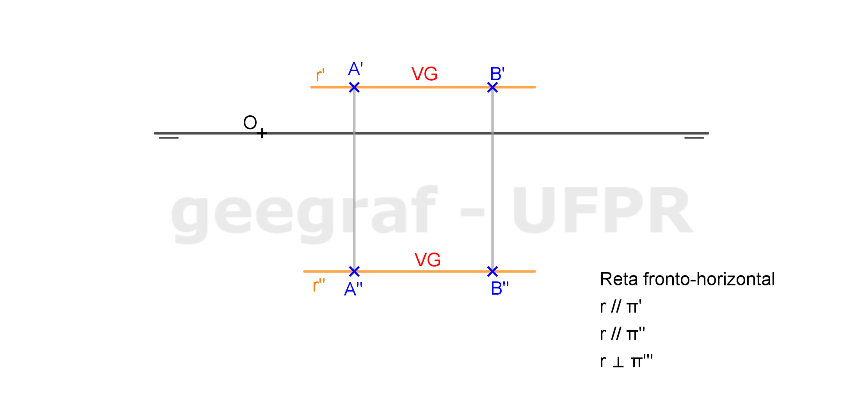 A'
r'
VG
B'
O
geegraf - UFPR
VG
r"
A"
B"
Reta fronto-horizontal
r // π'
r // π"
r ⊥ π"'